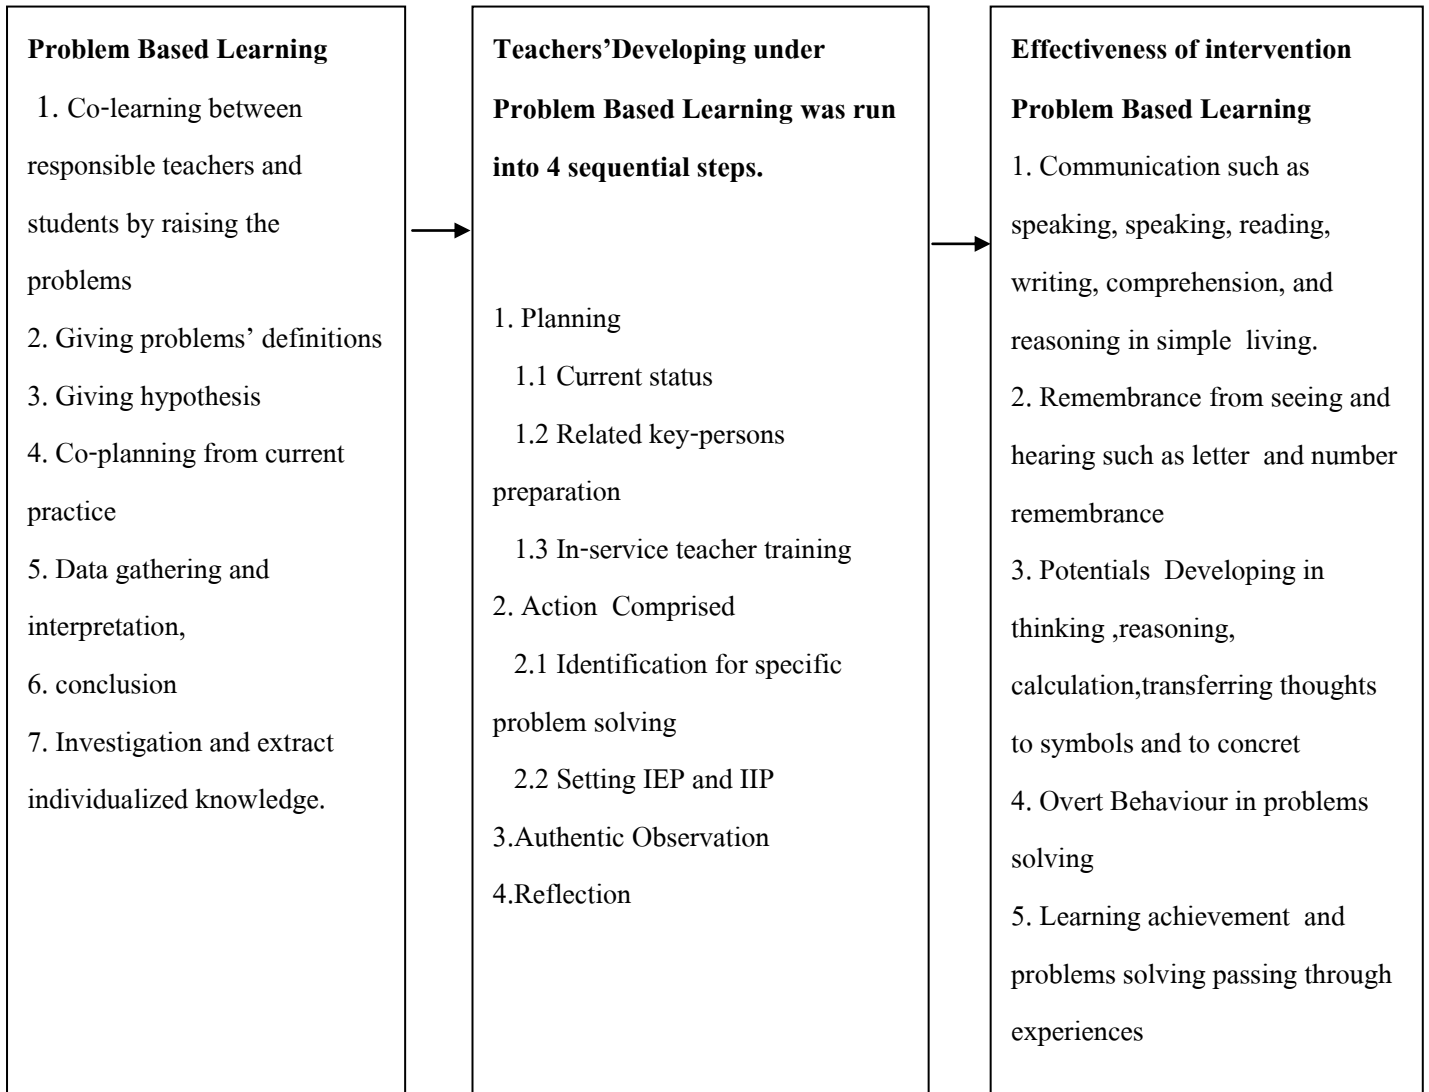 Problem Based Learning
1. Co-learning between
responsible teachers and
students by raising the
problems
2. Giving problems’ definitions
3. Giving hypothesis
4. Co-planning from current
practice
5. Data gathering and
interpretation,
6. conclusion
7. Investigation and extract
individualized knowledge.
Teachers’Developing under
Problem Based Learning was run
into 4 sequential steps.
1. Planning
1.1 Current status
1.2 Related key-persons
preparation
1.3 In-service teacher training
2. Action  Comprised
2.1 Identification for specific
problem solving
2.2 Setting IEP and IIP
3.Authentic Observation
4.Reflection
Effectiveness of intervention
Problem Based Learning
1. Communication such as
speaking, speaking, reading,
writing, comprehension, and
reasoning in simple  living.
2. Remembrance from seeing and
hearing such as letter  and number
remembrance
3. Potentials  Developing in
thinking ,reasoning,
calculation,transferring thoughts
to symbols and to concret
4. Overt Behaviour in problems
solving
5. Learning achievement  and
problems solving passing through
experiences